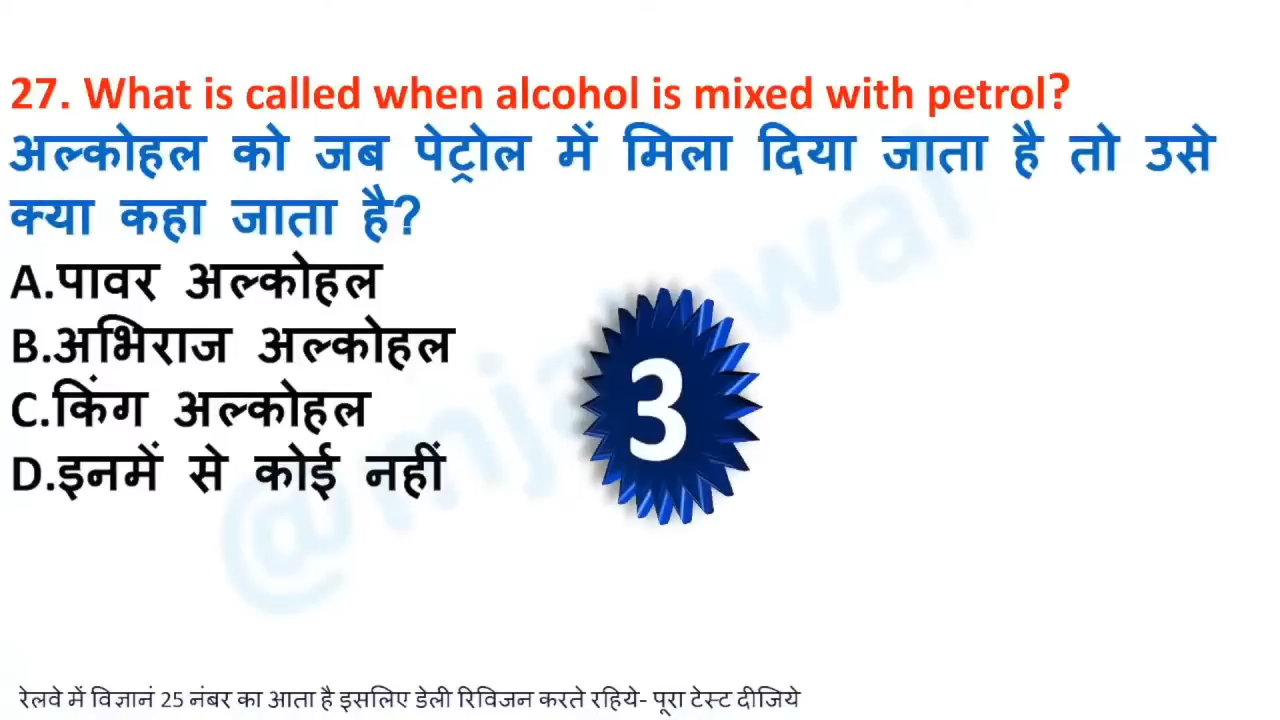 27. What is called when alcohol is mixed with petrol?
अल्कोहल को जब पेट्रोल में मिला दिया जाता है तो उसे
क्या कहा जाता है?
A.पावर अल्कोहल
B.अभिराज अल्कोहल
C.किंग अल्कोहल
D.इनमें से कोई नहीं
3
रेलवे में विज्ञानं 25 नंबर का आता है इसलिए डेली रिविजन करते रहिये- पूरा टेस्ट दीजिये